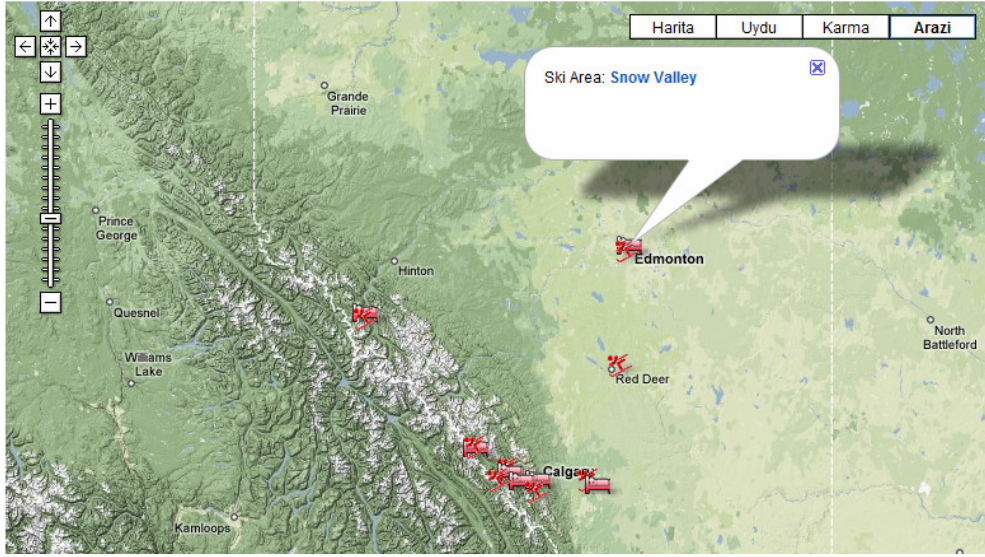 Harita Uydu Karma Arazi
Ski Area: Snow Valley
Grande
Prairie
Prince
George
Edmonton
Hinton
Quesnel
North
Battleford
Williams
Lake
Red Deer
Calgary
Kamloops